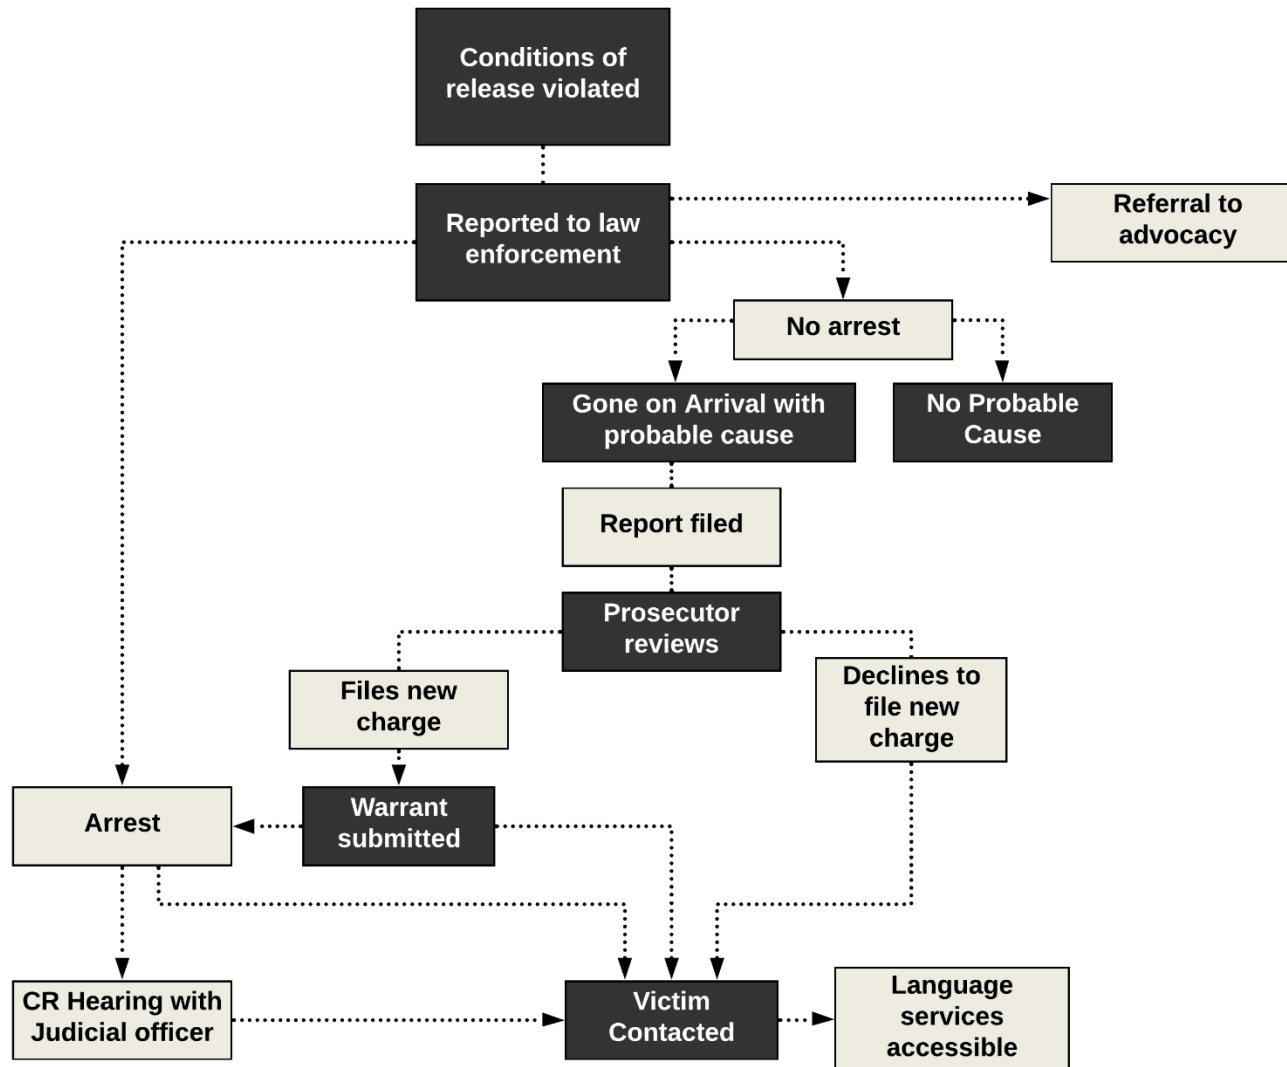 Conditions of
release violated
Reported to law
enforcement
Referral to
advocacy
No arrest
Gone on Arrival with
probable cause
No Probable
Cause
Report filed
Prosecutor
reviews
Files new
charge
Declines to
file new
charge
Arrest
Warrant
submitted
CR Hearing with
Judicial officer
Victim
Contacted
Language
services
accessible